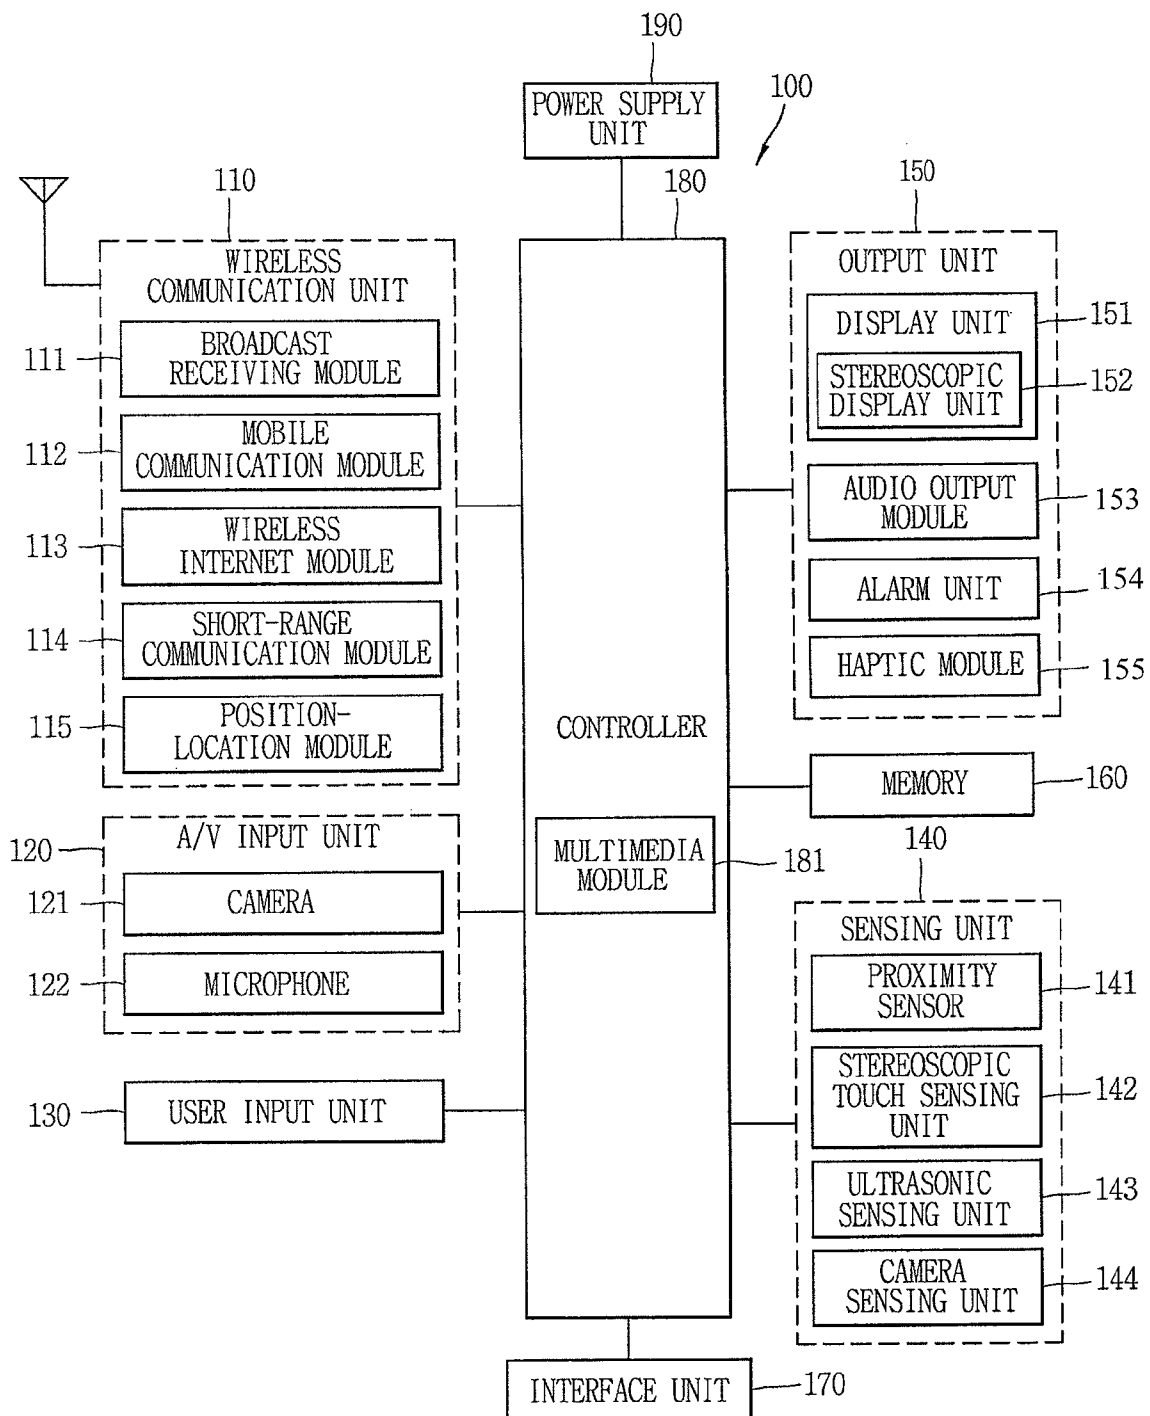 190
POWER SUPPLY
UNIT
100
180
110
WIRELESS
COMMUNICATION UNIT
111
BROADCAST
RECEIVING MODULE
112
MOBILE
COMMUNICATION MODULE
113
WIRELESS
INTERNET MODULE
114
SHORT-RANGE
COMMUNICATION MODULE
115
POSITION-
LOCATION MODULE
120
A/V INPUT UNIT
121
CAMERA
122
MICROPHONE
130
USER INPUT UNIT
CONTROLLER
MULTIMEDIA
MODULE
181
150
OUTPUT UNIT
DISPLAY UNIT
151
STEREOSCOPIC
DISPLAY UNIT
152
AUDIO OUTPUT
MODULE
153
ALARM UNIT
154
HAPTIC MODULE
155
MEMORY
160
140
SENSING UNIT
PROXIMITY
SENSOR
141
STEREOSCOPIC
TOUCH SENSING
UNIT
142
ULTRASONIC
SENSING UNIT
143
CAMERA
SENSING UNIT
144
INTERFACE UNIT
170